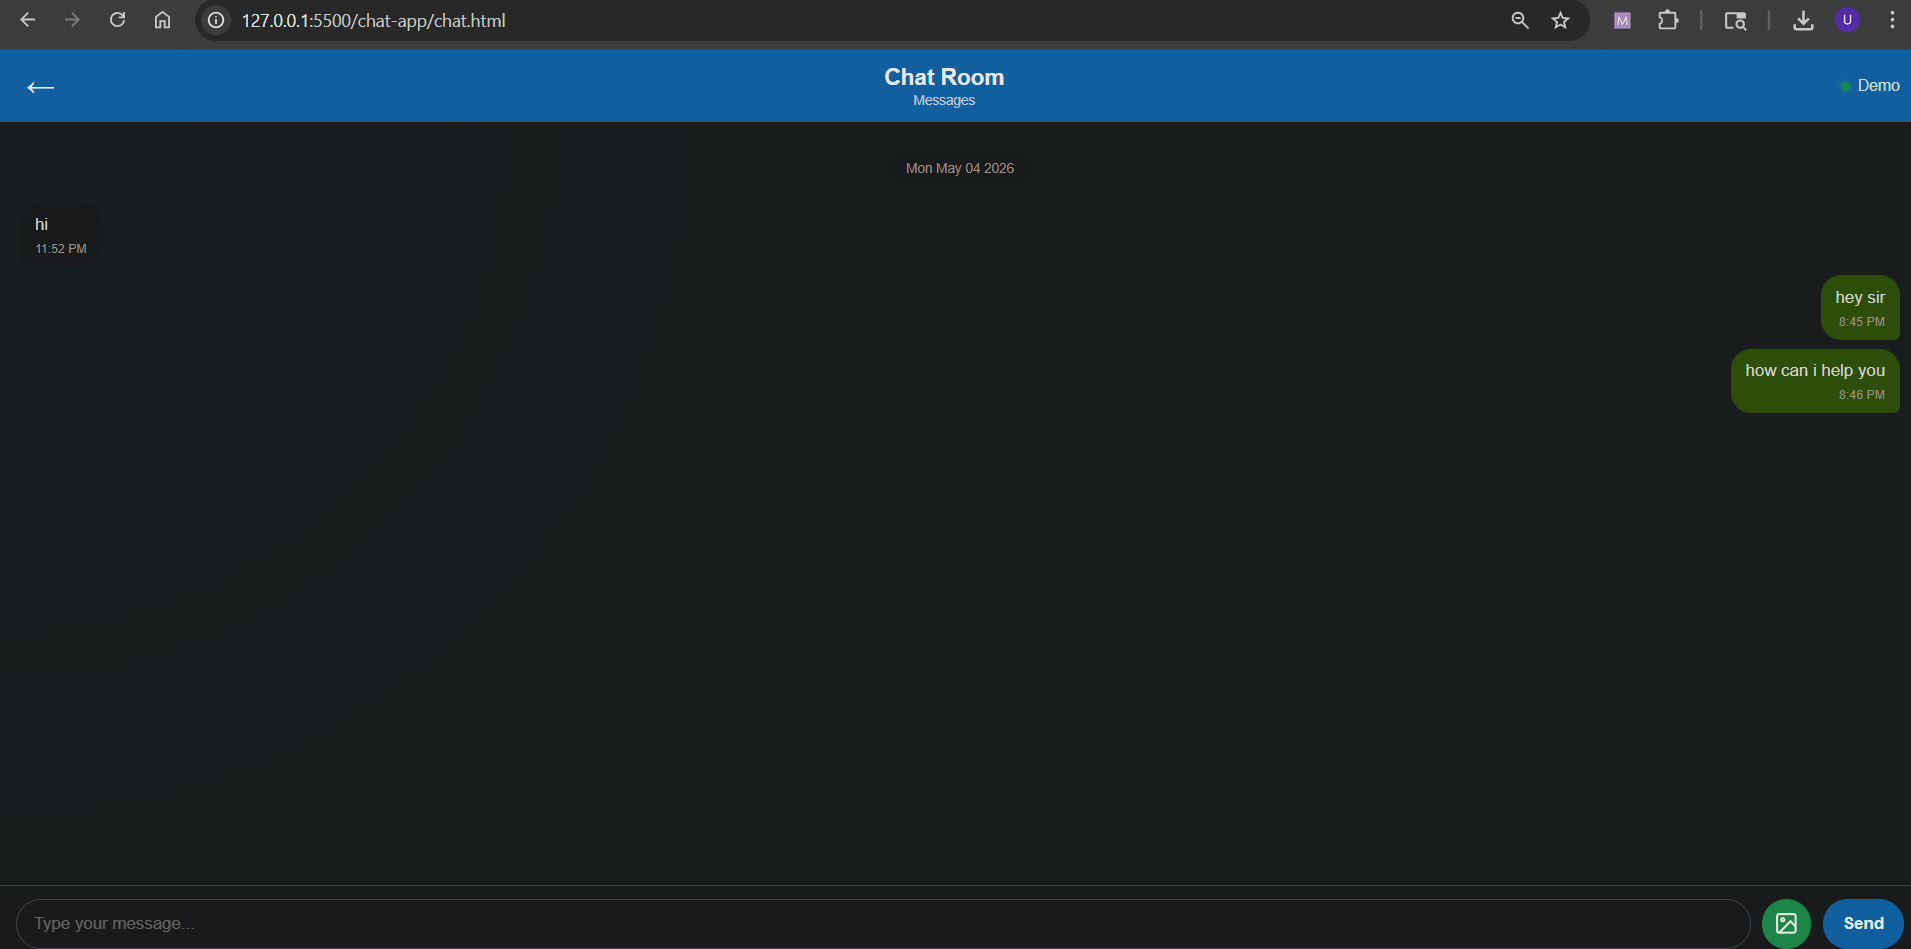 127.0.0.1:5500/chat-app/chat.html
M
U
Chat Room
Messages
Demo
Mon May 04 2026
hi
11:52 PM
hey sir
8:45 PM
how can i help you
8:46 PM
Type your message...
Send